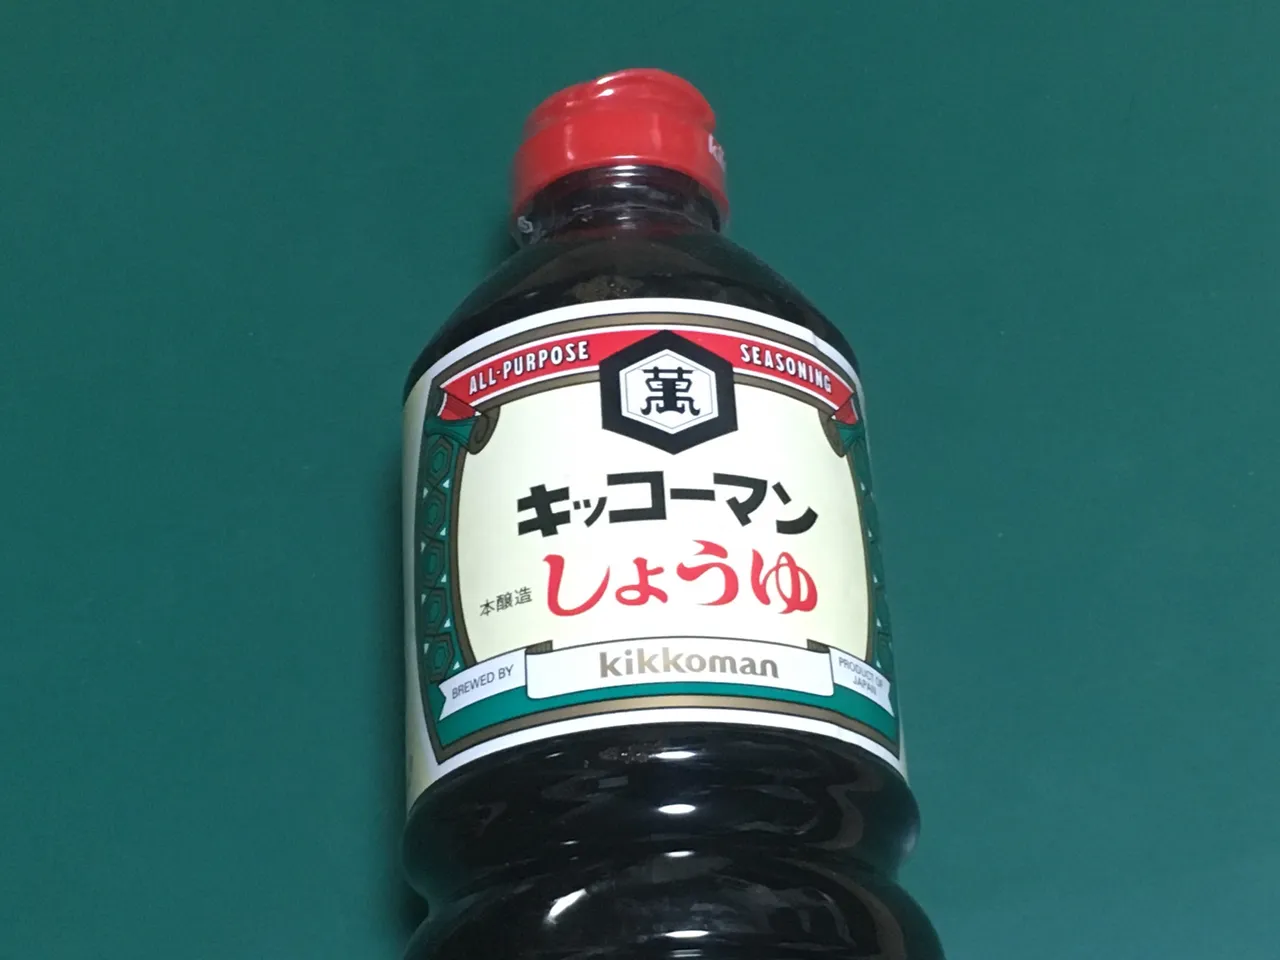 ALL-PURPOSE SEASONING
萬
キッコーマン
本醸造 しょうゆ
BREWED BY kikkoman PRODUCT OF JAPAN